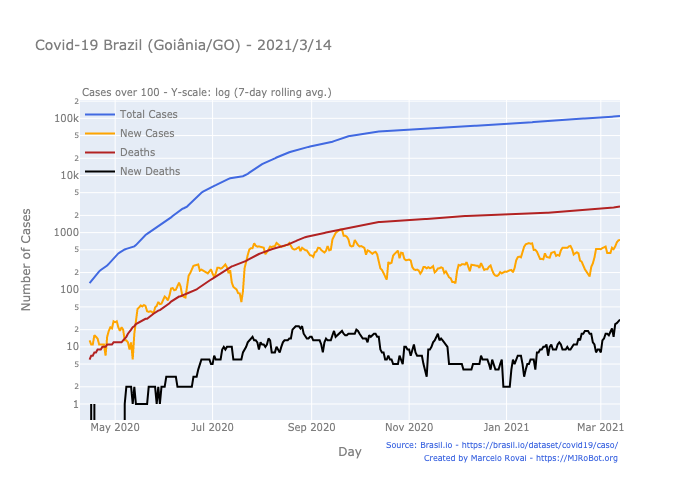 Covid-19 Brazil (Goiânia/GO) - 2021/3/14
Cases over 100 - Y-scale: log (7-day rolling avg.)
Total Cases
New Cases
Deaths
New Deaths
2
100k
5
2
10k
5
2
1000
5
2
100
5
2
10
5
2
1
Number of Cases
May 2020
Jul 2020
Sep 2020
Nov 2020
Jan 2021
Mar 2021
Day
Source: Brasil.io - https://brasil.io/dataset/covid19/caso/
Created by Marcelo Rovai - https://MJRoBot.org